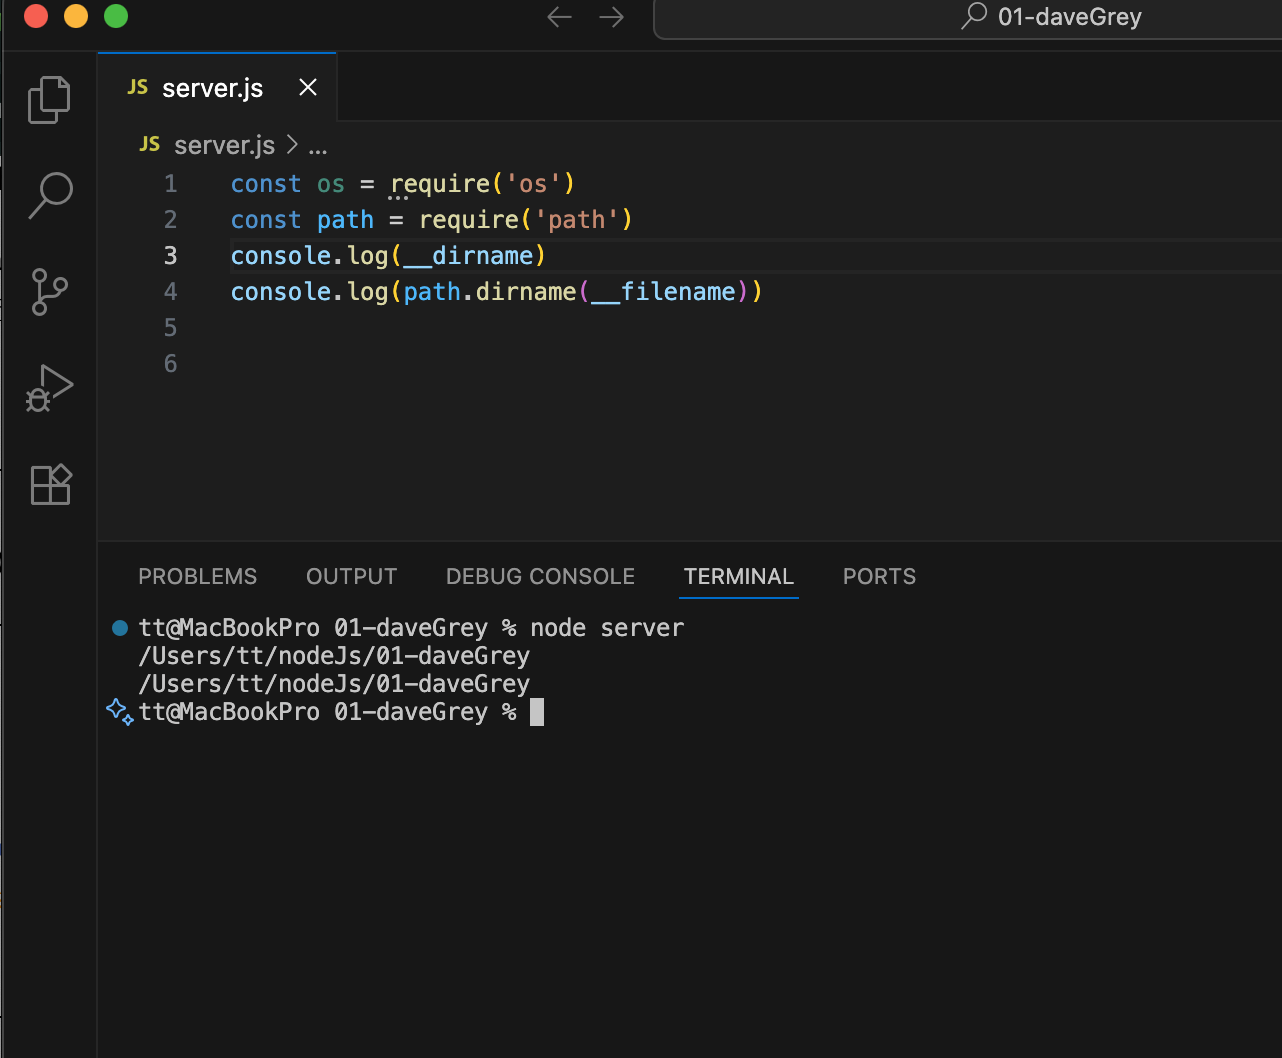 01-daveGrey
JS server.js
JS server.js > ...
1 const os = require('os')
2 const path = require('path')
3 console.log(__dirname)
4 console.log(path.dirname(__filename))
5
6
PROBLEMS OUTPUT DEBUG CONSOLE TERMINAL PORTS
tt@MacBookPro 01-daveGrey % node server
/Users/tt/nodeJs/01-daveGrey
/Users/tt/nodeJs/01-daveGrey
tt@MacBookPro 01-daveGrey %